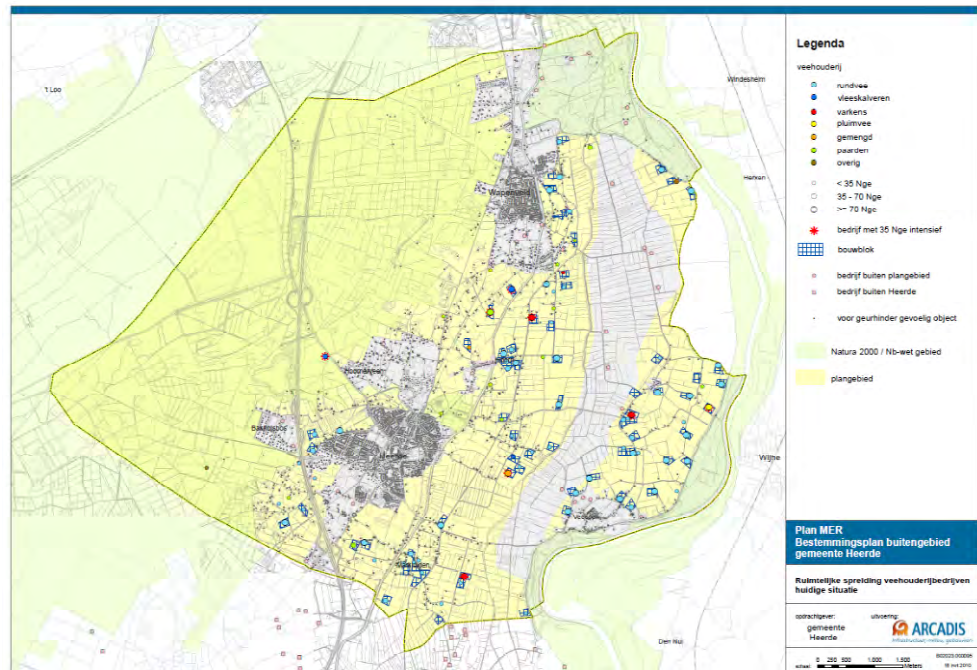 't Loo
Windesheim
Herxen
Wapenveld
Hoorn
Heerde
Veessen
Wijhe
Den Nul
Legenda
veehouderij
rundvee
vleeskalveren
varkens
pluimvee
gemengd
paarden
overig
< 35 Nge
35 - 70 Nge
>= 70 Nge
bedrijf met 35 Nge intensief
bouwblok
bedrijf buiten plangebied
bedrijf buiten Heerde
voor geurhinder gevoelig object
Natura 2000 / Nb-wet gebied
plangebied
Plan MER
Bestemmingsplan buitengebied
gemeente Heerde
Ruimtelijke spreiding veehouderijbedrijven
huidige situatie
opdrachtgever: uitvoering:
gemeente
Heerde
ARCADIS
schaal 0 250 500 1.000 1.500
Meters